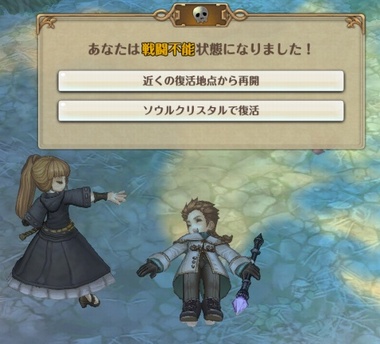 あなたは戦闘不能状態になりました！
近くの復活地点から再開
ソウルクリスタルで復活